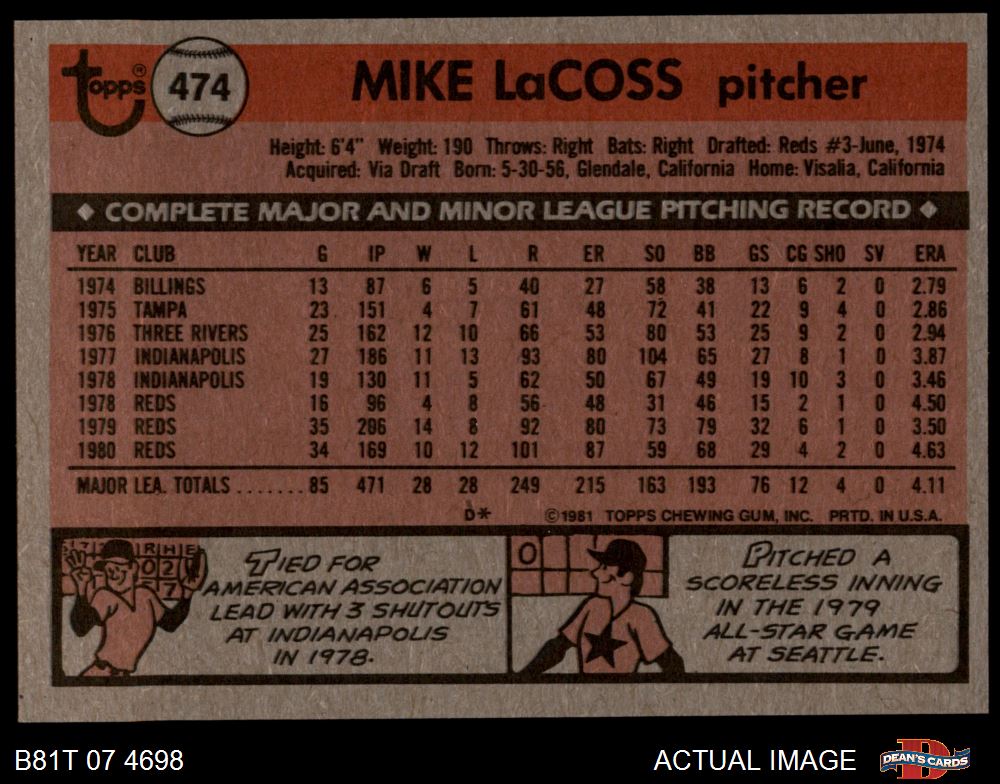 topps® 474 MIKE LaCOSS pitcher
Height: 6'4" Weight: 190 Throws: Right Bats: Right Drafted: Reds #3-June, 1974
Acquired: Via Draft Born: 5-30-56, Glendale, California Home: Visalia, California
◆ COMPLETE MAJOR AND MINOR LEAGUE PITCHING RECORD ◆
YEAR CLUB G IP W L R ER SO BB GS CG SHO SV ERA
1974 BILLINGS 13 87 6 5 40 27 58 38 13 6 2 0 2.79
1975 TAMPA 23 151 4 7 61 48 72 41 22 9 4 0 2.86
1976 THREE RIVERS 25 162 12 10 66 53 80 53 25 9 2 0 2.94
1977 INDIANAPOLIS 27 186 11 13 93 80 104 65 27 8 1 0 3.87
1978 INDIANAPOLIS 19 130 11 5 62 50 67 49 19 10 3 0 3.46
1978 REDS 16 96 4 8 56 48 31 46 15 2 1 0 4.50
1979 REDS 35 206 14 8 92 80 73 79 32 6 1 0 3.50
1980 REDS 34 169 10 12 101 87 59 68 29 4 2 0 4.63
MAJOR LEA. TOTALS ....... 85 471 28 28 249 215 163 193 76 12 4 0 4.11
D* ©1981 TOPPS CHEWING GUM, INC. PRTD. IN U.S.A.
TIED FOR
AMERICAN ASSOCIATION
LEAD WITH 3 SHUTOUTS
AT INDIANAPOLIS
IN 1978.
R H E
0 2 0
7
0
PITCHED A
SCORELESS INNING
IN THE 1979
ALL-STAR GAME
AT SEATTLE.
B81T 07 4698 ACTUAL IMAGE DEAN'S CARDS